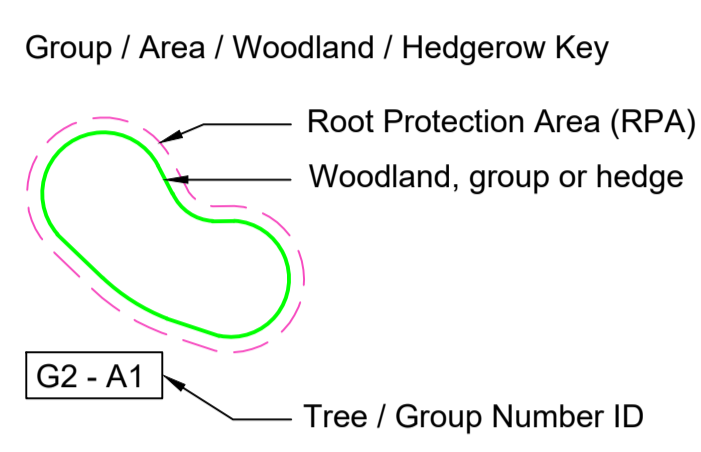 Group / Area / Woodland / Hedgerow Key
Root Protection Area (RPA)
Woodland, group or hedge
G2 - A1
Tree / Group Number ID